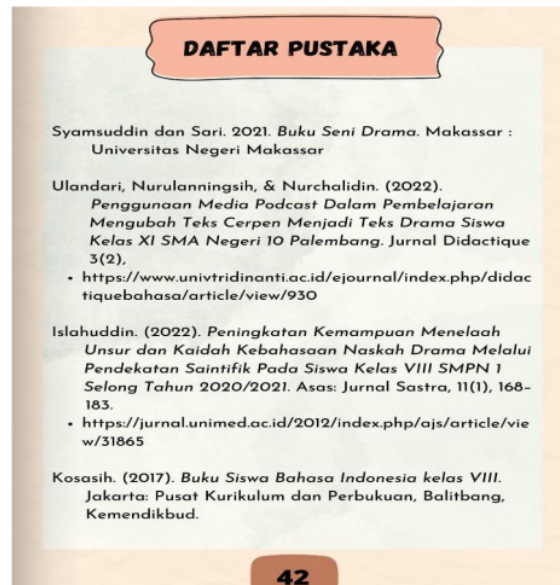 DAFTAR PUSTAKA
Syamsuddin dan Sari. 2021. Buku Seni Drama. Makassar :
Universitas Negeri Makassar
Ulandari, Nurulanningsih, & Nurchalidin. (2022).
Penggunaan Media Podcast Dalam Pembelajaran
Mengubah Teks Cerpen Menjadi Teks Drama Siswa
Kelas XI SMA Negeri 10 Palembang. Jurnal Didactique
3(2),
• https://www.univtridinanti.ac.id/ejournal/index.php/didac
tiquebahasa/article/view/930
Islahuddin. (2022). Peningkatan Kemampuan Menelaah
Unsur dan Kaidah Kebahasaan Naskah Drama Melalui
Pendekatan Saintifik Pada Siswa Kelas VIII SMPN 1
Selong Tahun 2020/2021. Asas: Jurnal Sastra, 11(1), 168–
183.
• https://jurnal.unimed.ac.id/2012/index.php/ajs/article/vie
w/31865
Kosasih. (2017). Buku Siswa Bahasa Indonesia kelas VIII.
Jakarta: Pusat Kurikulum dan Perbukuan, Balitbang,
Kemendikbud.
42